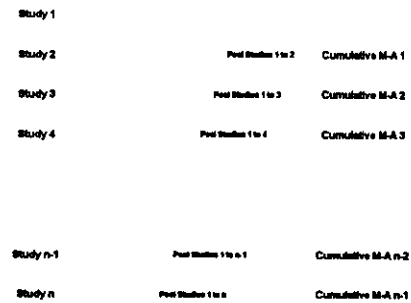 Study 1
Study 2 Pool Studies 1 to 2 Cumulative M-A 1
Study 3 Pool Studies 1 to 3 Cumulative M-A 2
Study 4 Pool Studies 1 to 4 Cumulative M-A 3
Study n-1 Pool Studies 1 to n-1 Cumulative M-A n-2
Study n Pool Studies 1 to n Cumulative M-A n-1